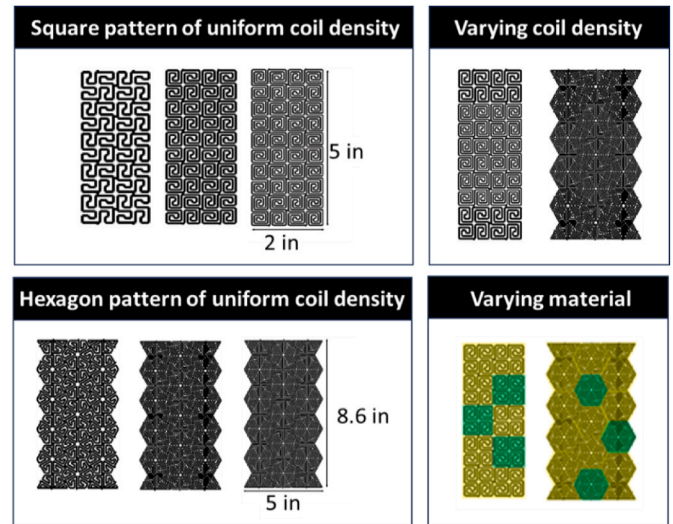 Square pattern of uniform coil density
5 in
2 in
Varying coil density
Hexagon pattern of uniform coil density
8.6 in
5 in
Varying material